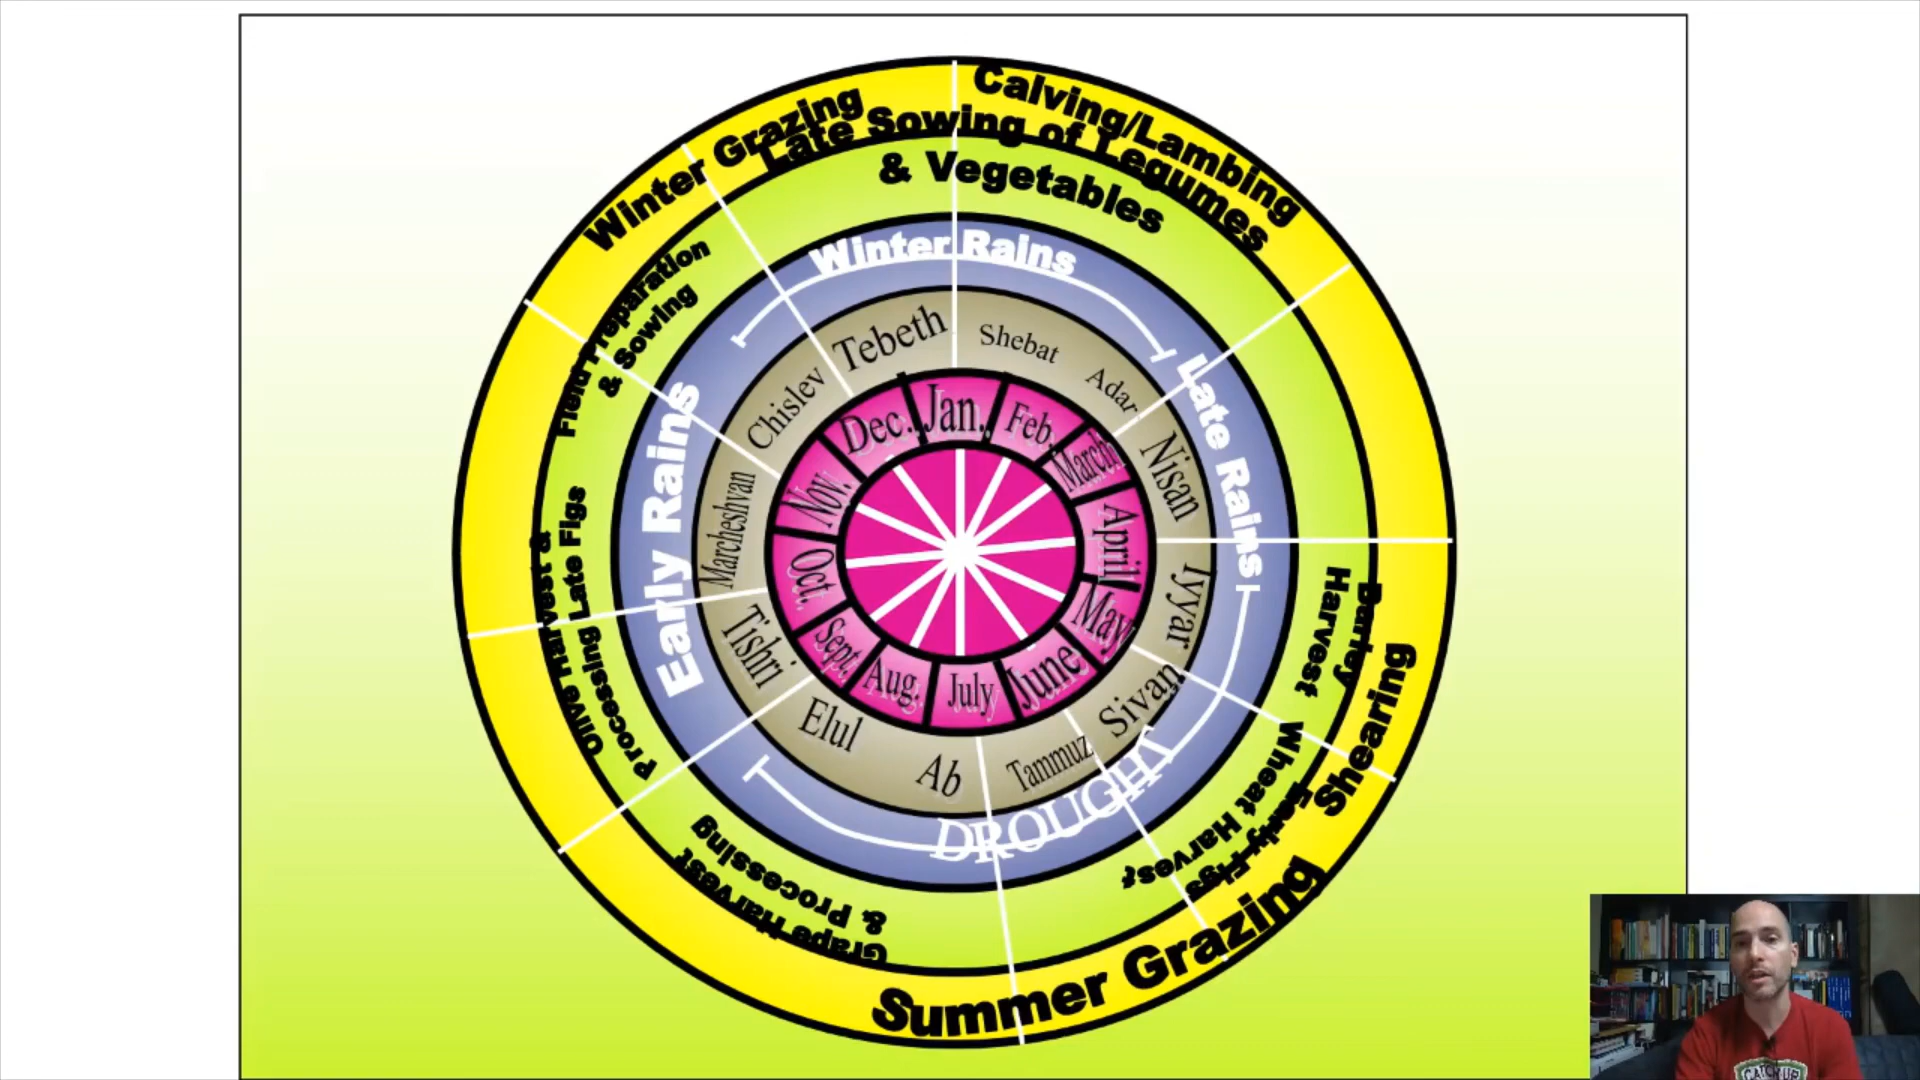 Calving/Lambing
Winter Grazing
Late Sowing of Legumes
& Vegetables
Field Preparation
& Sowing
Winter Rains
Late Rains
Early Rains
DROUGHT
Tebeth
Shebat
Adar
Nisan
Iyyar
Sivan
Tammuz
Ab
Elul
Tishri
Marcheshvan
Chislev
Jan.
Feb.
March
April
May
June
July
Aug.
Sept.
Oct.
Nov.
Dec.
Olive Harvest &
Processing Late Figs
Barley
Harvest
Shearing
Wheat Harvest
Early Figs
Grape Harvest
& Processing
Summer Grazing
CATCH UP